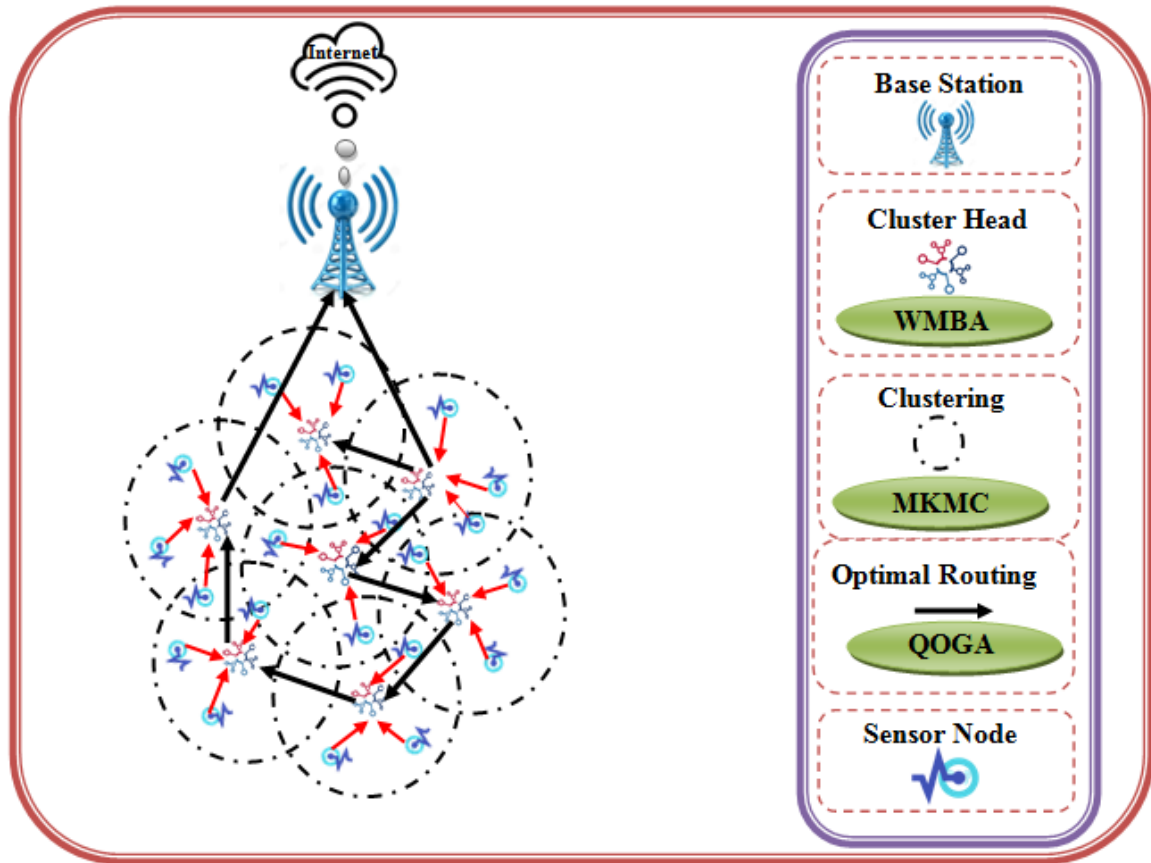 Internet
Base Station
Cluster Head
WMBA
Clustering
MKMC
Optimal Routing
QOGA
Sensor Node